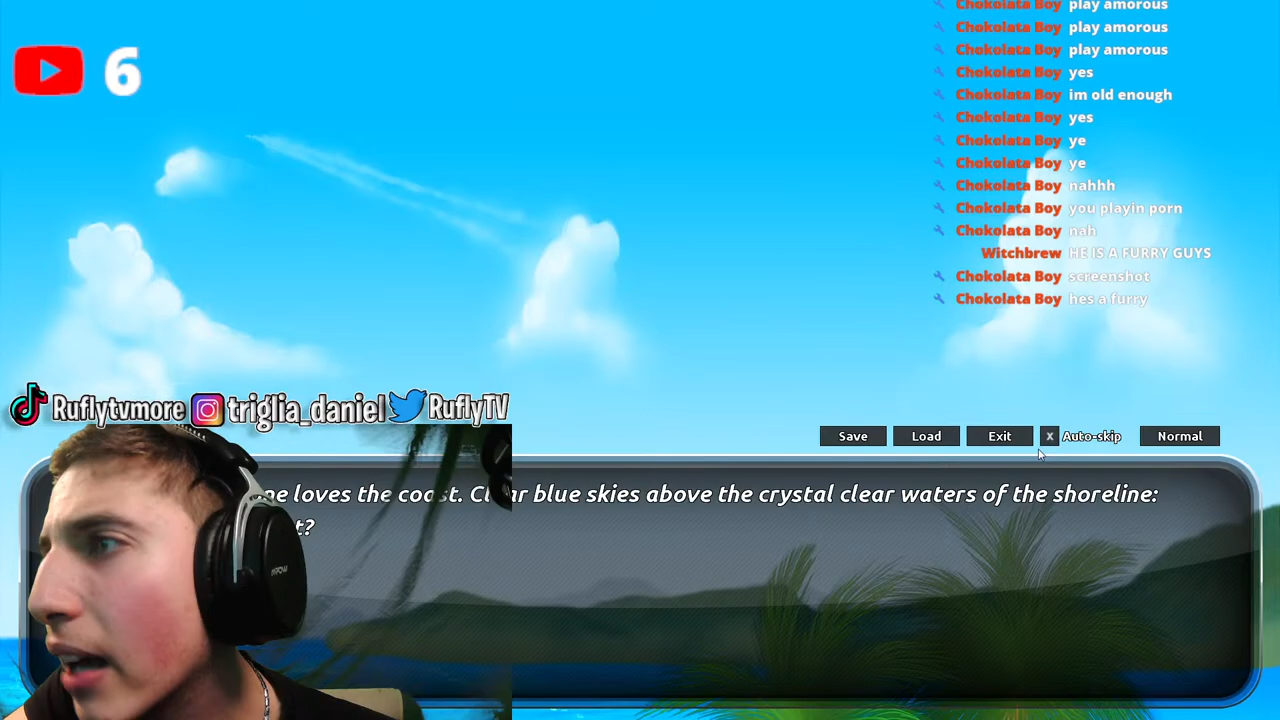 Chokolata Boy play amorous
Chokolata Boy play amorous
Chokolata Boy play amorous
Chokolata Boy yes
Chokolata Boy im old enough
Chokolata Boy yes
Chokolata Boy ye
Chokolata Boy ye
Chokolata Boy nahhh
Chokolata Boy you playin porn
Chokolata Boy nah
Witchbrew HE IS A FURRY GUYS
Chokolata Boy screenshot
Chokolata Boy hes a furry
6
Ruflytvmore triglia_daniel RuflyTV
Save Load Exit X Auto-skip Normal
loves the coast. Clear blue skies above the crystal clear waters of the shoreline:
MPOW